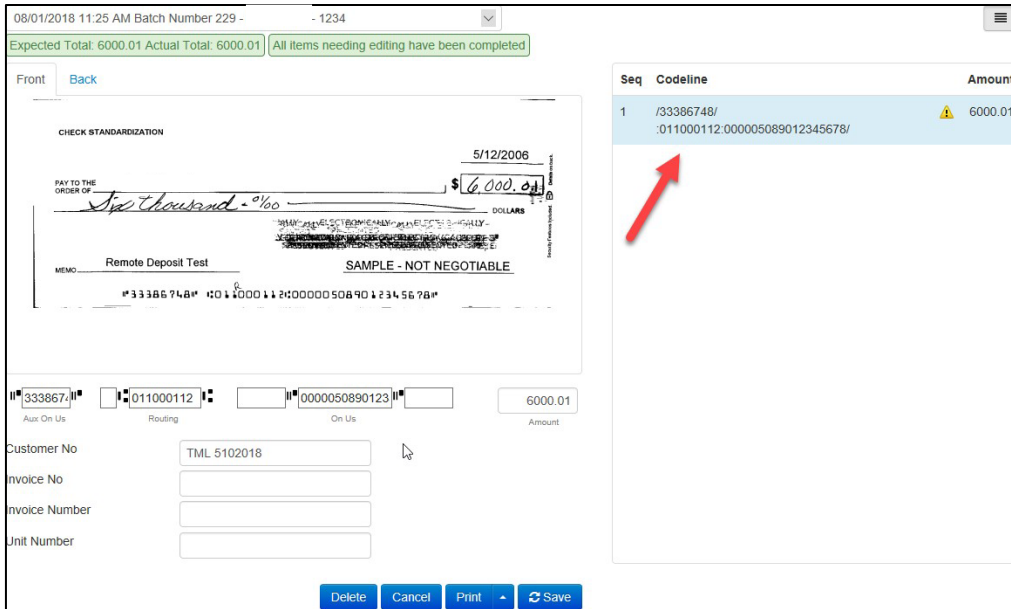 08/01/2018 11:25 AM Batch Number 229 - - 1234
Expected Total: 6000.01 Actual Total: 6000.01 All items needing editing have been completed
Front Back
CHECK STANDARDIZATION
5/12/2006
PAY TO THE
ORDER OF
$ 6,000.01
Six thousand - 01/00
DOLLARS
MEMO Remote Deposit Test
SAMPLE - NOT NEGOTIABLE
R
⑈33386748⑈ ⑆011000112⑆000005089012345678⑈
⑈ 3338674 ⑈ ⑆ 011000112 ⑆ ⑈ 0000050890123 ⑈ 6000.01
Aux On Us Routing On Us Amount
Customer No TML 5102018
Invoice No
Invoice Number
Unit Number
Delete Cancel Print Save
Seq Codeline Amount
1 /33386748/ 6000.01
:011000112:000005089012345678/